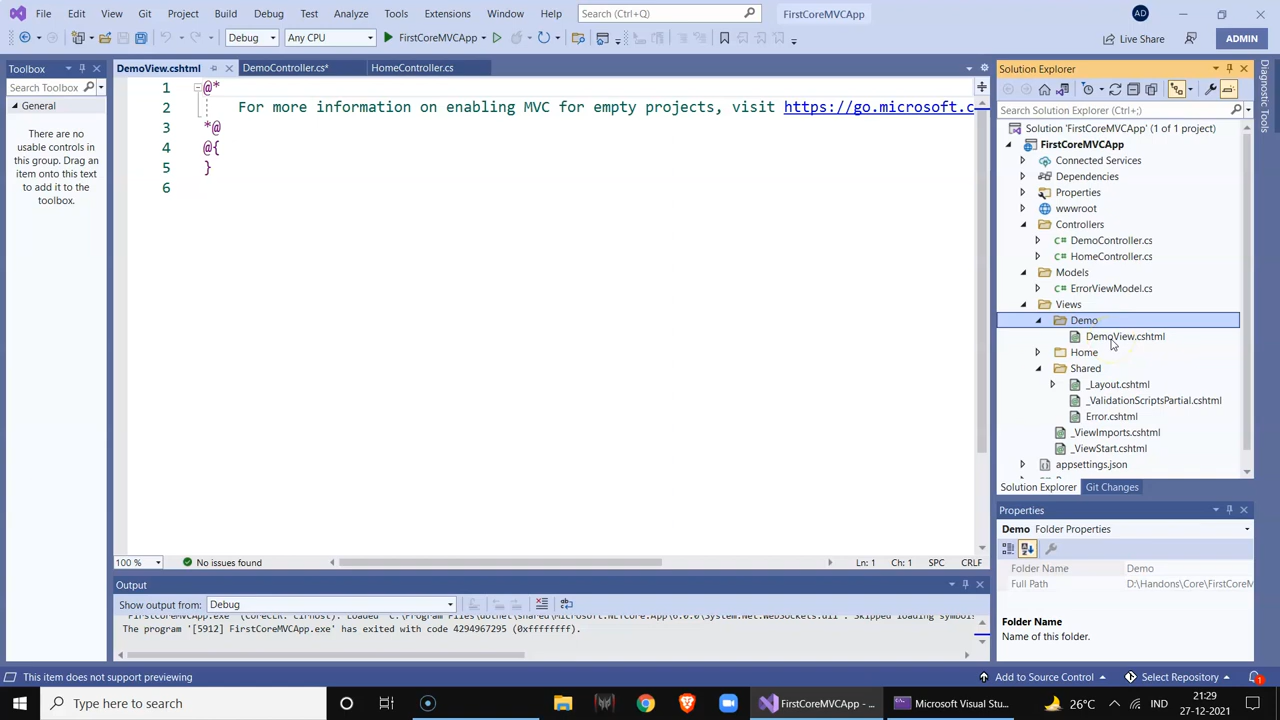 File Edit View Git Project Build Debug Test Analyze Tools Extensions Window Help Search (Ctrl+Q) FirstCoreMVCApp AD
Debug Any CPU FirstCoreMVCApp Live Share ADMIN
Toolbox
Search Toolbox
General
There are no
usable controls in
this group. Drag an
item onto this text
to add it to the
toolbox.
DemoView.cshtml DemoController.cs* HomeController.cs
1 @*
2 For more information on enabling MVC for empty projects, visit https://go.microsoft.c
3 *@
4 @{
5 }
6
100 % No issues found Ln: 1 Ch: 1 SPC CRLF
Output
Show output from: Debug
The program '[5912] FirstCoreMVCApp.exe' has exited with code 4294967295 (0xffffffff).
Solution Explorer
Search Solution Explorer (Ctrl+;)
Solution 'FirstCoreMVCApp' (1 of 1 project)
FirstCoreMVCApp
Connected Services
Dependencies
Properties
wwwroot
Controllers
C# DemoController.cs
C# HomeController.cs
Models
C# ErrorViewModel.cs
Views
Demo
DemoView.cshtml
Home
Shared
_Layout.cshtml
_ValidationScriptsPartial.cshtml
Error.cshtml
_ViewImports.cshtml
_ViewStart.cshtml
appsettings.json
Solution Explorer Git Changes
Properties
Demo Folder Properties
Folder Name Demo
Full Path D:\Handons\Core\FirstCoreM
Folder Name
Name of this folder.
Diagnostic Tools
This item does not support previewing Add to Source Control Select Repository 1
Type here to search FirstCoreMVCApp - ... Microsoft Visual Stu... 26°C IND 21:29
27-12-2021